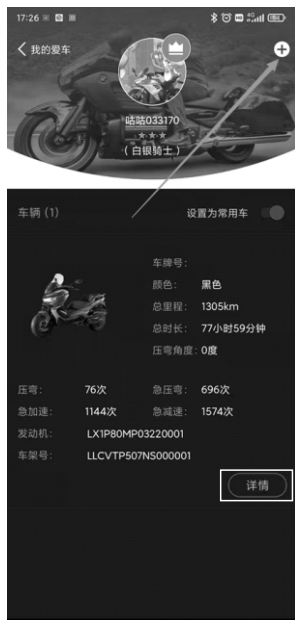 17:26
我的爱车
咕咕033170
(白银骑士)
车辆 (1)
设置为常用车
车牌号:
颜色: 黑色
总里程: 1305km
总时长: 77小时59分钟
压弯角度: 0度
压弯: 76次 急压弯: 696次
急加速: 1144次 急减速: 1574次
发动机: LX1P80MP03220001
车架号: LLCVTP507NS000001
详情